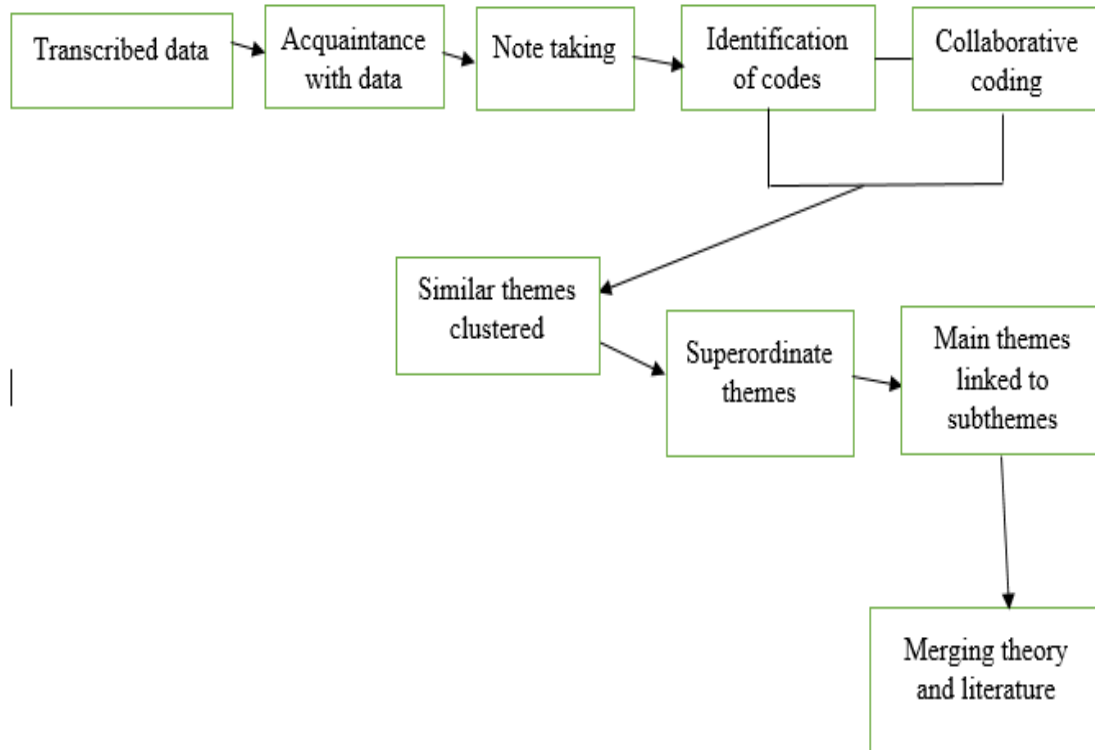 Transcribed data
Acquaintance
with data
Note taking
Identification
of codes
Collaborative
coding
Similar themes
clustered
Superordinate
themes
Main themes
linked to
subthemes
Merging theory
and literature